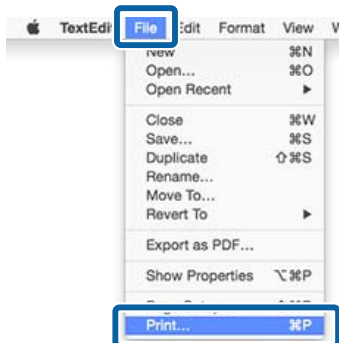 TextEdi File Edit Format View
New ⌘N
Open... ⌘O
Open Recent ▶
Close ⌘W
Save... ⌘S
Duplicate ⇧⌘S
Rename...
Move To...
Revert To ▶
Export as PDF...
Show Properties ⌥⌘P
Print... ⌘P